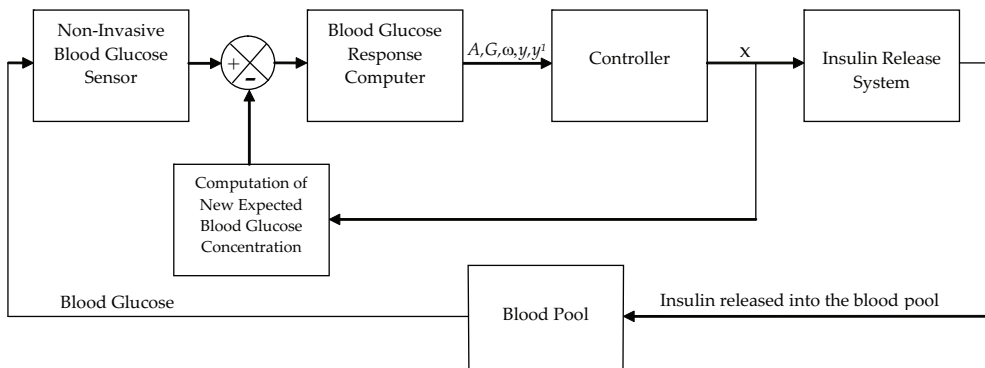 Non-Invasive
Blood Glucose
Sensor
+
-
Blood Glucose
Response
Computer
A,G,ω,y,y¹
Controller
x
Insulin Release
System
Computation of
New Expected
Blood Glucose
Concentration
Blood Glucose
Blood Pool
Insulin released into the blood pool